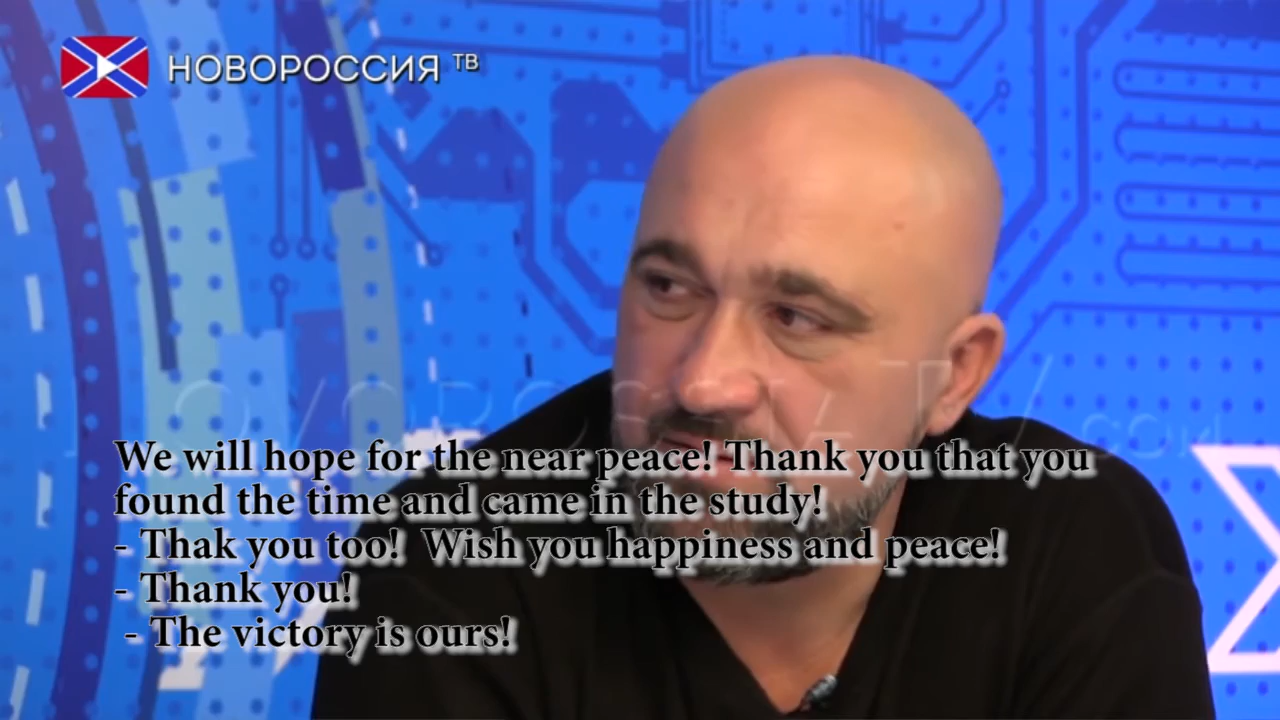 НОВОРОССИЯ ТВ
We will hope for the near peace! Thank you that you
found the time and came in the study!
- Thak you too!  Wish you happiness and peace!
- Thank you!
- The victory is ours!